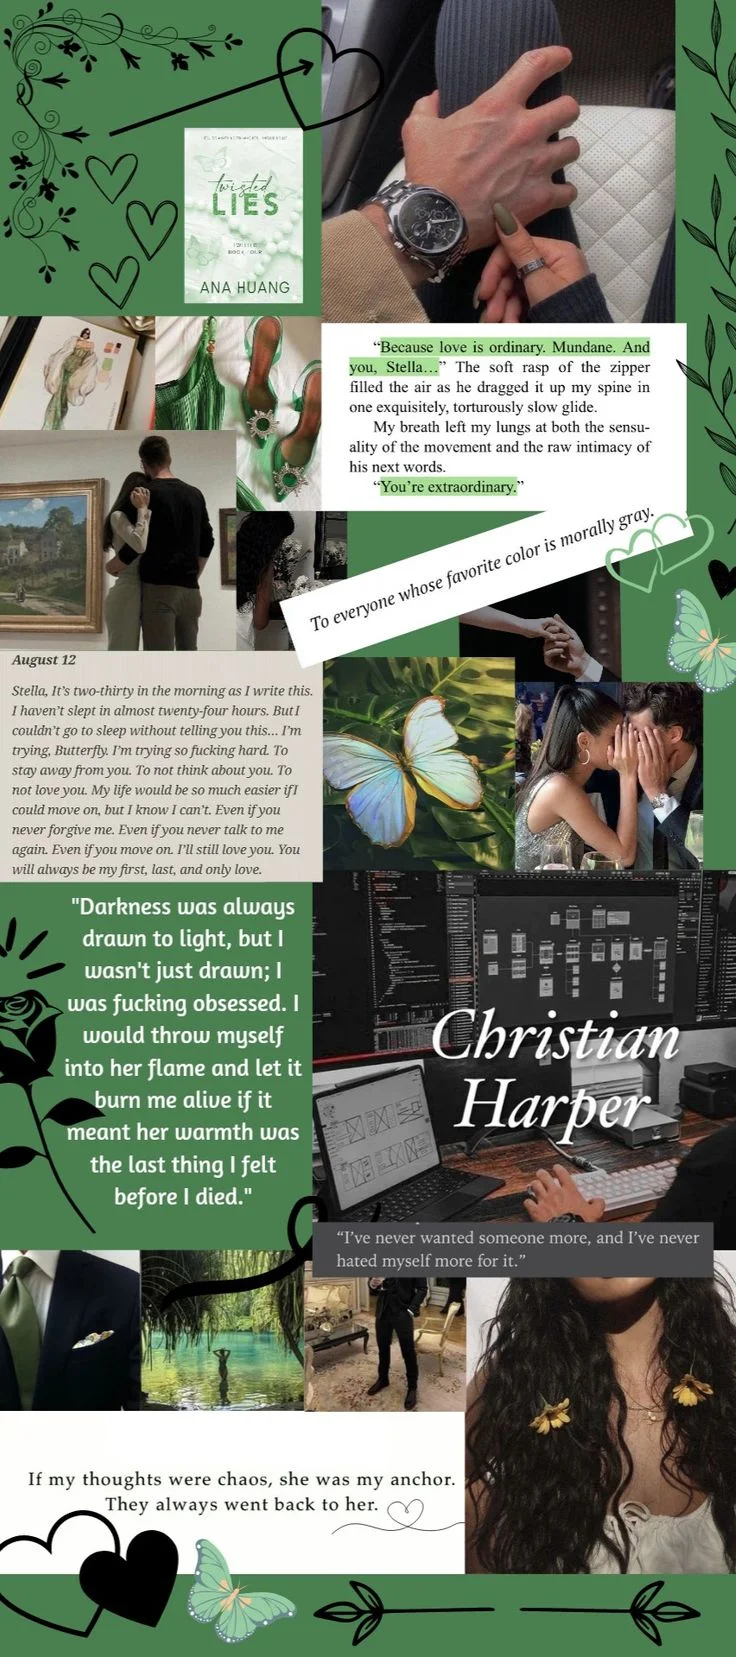 twisted
LIES
ANA HUANG
“Because love is ordinary. Mundane. And
you, Stella…” The soft rasp of the zipper
filled the air as he dragged it up my spine in
one exquisitely, torturously slow glide.
My breath left my lungs at both the sensu-
ality of the movement and the raw intimacy of
his next words.
“You’re extraordinary.”
To everyone whose favorite color is morally gray.
August 12
Stella, It’s two-thirty in the morning as I write this.
I haven’t slept in almost twenty-four hours. But I
couldn’t go to sleep without telling you this… I’m
trying, Butterfly. I’m trying so fucking hard. To
stay away from you. To not think about you. To
not love you. My life would be so much easier if I
could move on, but I know I can’t. Even if you
never forgive me. Even if you never talk to me
again. Even if you move on. I’ll still love you. You
will always be my first, last, and only love.
"Darkness was always
drawn to light, but I
wasn't just drawn; I
was fucking obsessed. I
would throw myself
into her flame and let it
burn me alive if it
meant her warmth was
the last thing I felt
before I died."
Christian
Harper
“I’ve never wanted someone more, and I’ve never
hated myself more for it.”
If my thoughts were chaos, she was my anchor.
They always went back to her.